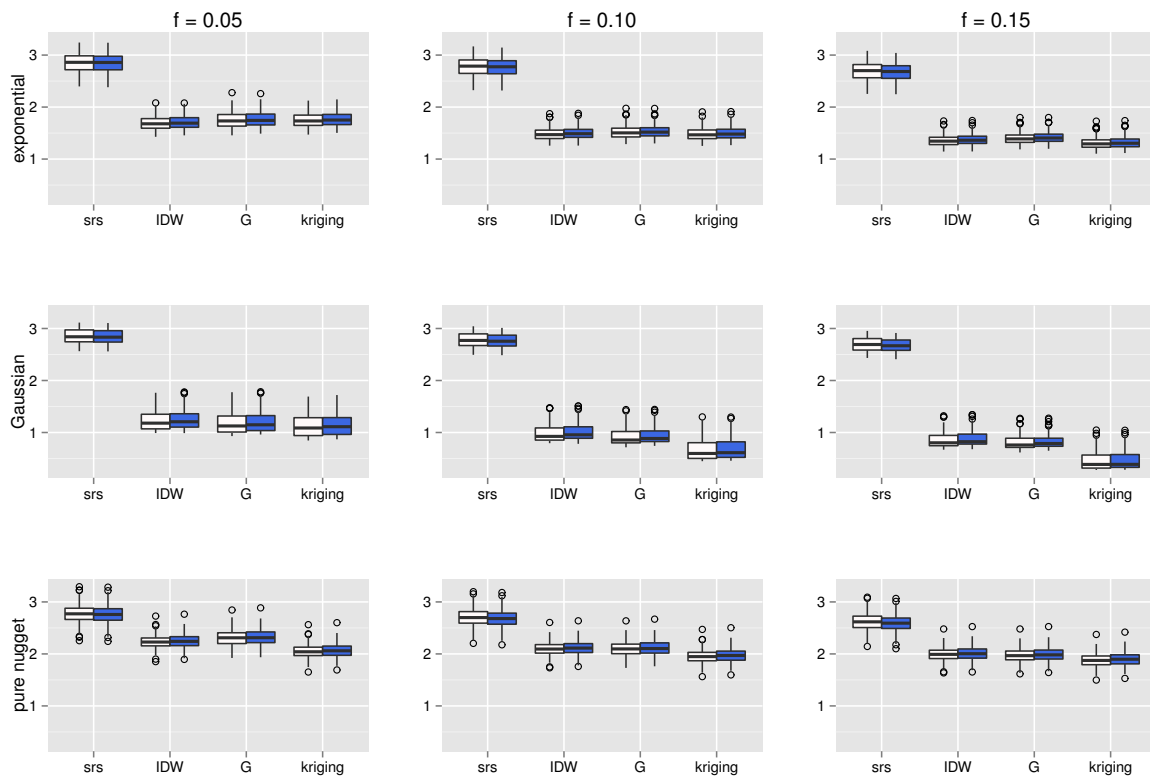 f = 0.05 f = 0.10 f = 0.15
exponential
3 3 3
2 2 2
1 1 1
srs IDW G kriging srs IDW G kriging srs IDW G kriging
Gaussian
3 3 3
2 2 2
1 1 1
srs IDW G kriging srs IDW G kriging srs IDW G kriging
pure nugget
3 3 3
2 2 2
1 1 1
srs IDW G kriging srs IDW G kriging srs IDW G kriging